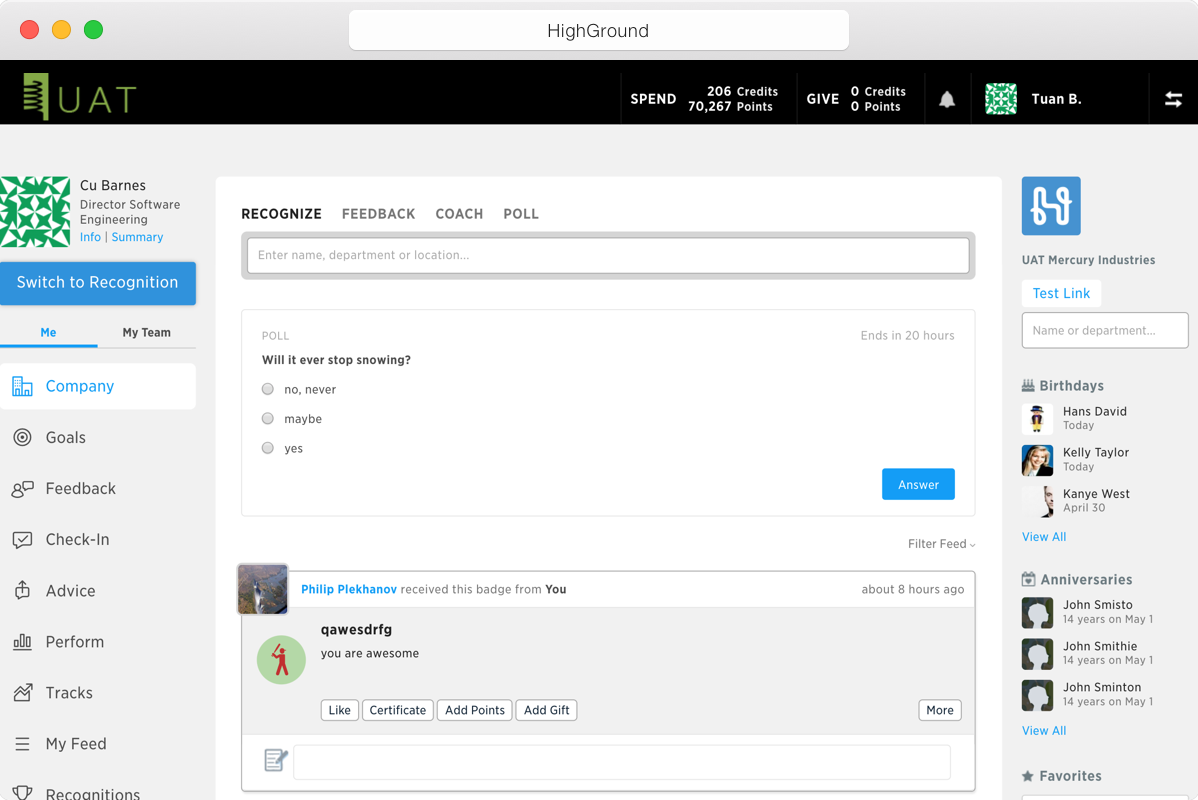 HighGround
UAT
SPEND
206 Credits
70,267 Points
GIVE
0 Credits
0 Points
Tuan B.
Cu Barnes
Director Software
Engineering
Info | Summary
Switch to Recognition
Me
My Team
Company
Goals
Feedback
Check-In
Advice
Perform
Tracks
My Feed
Recognitions
RECOGNIZE
FEEDBACK
COACH
POLL
Enter name, department or location...
POLL
Ends in 20 hours
Will it ever stop snowing?
no, never
maybe
yes
Answer
Filter Feed
Philip Plekhanov received this badge from You
about 8 hours ago
qawesdrfg
you are awesome
Like
Certificate
Add Points
Add Gift
More
UAT Mercury Industries
Test Link
Name or department...
Birthdays
Hans David
Today
Kelly Taylor
Today
Kanye West
April 30
View All
Anniversaries
John Smisto
14 years on May 1
John Smithie
14 years on May 1
John Sminton
14 years on May 1
View All
Favorites